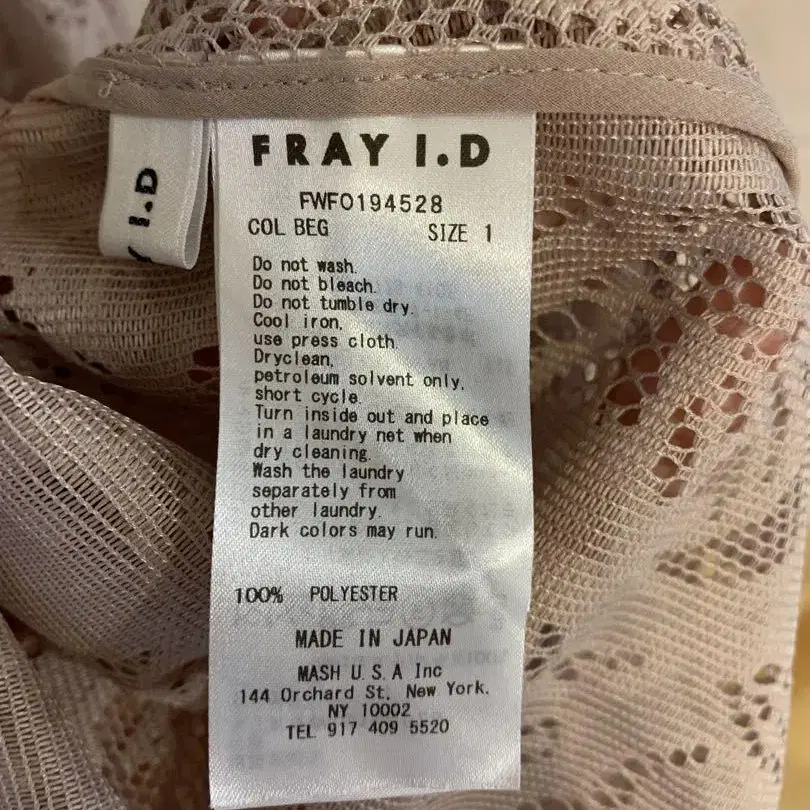 FRAY I.D
I.D
FWFO194528
COL BEG SIZE 1
Do not wash.
Do not bleach.
Do not tumble dry.
Cool iron,
use press cloth.
Dryclean,
petroleum solvent only,
short cycle.
Turn inside out and place
in a laundry net when
dry cleaning.
Wash the laundry
separately from
other laundry.
Dark colors may run.
100% POLYESTER
MADE IN JAPAN
MASH U.S.A Inc
144 Orchard St, New York.
NY 10002
TEL 917 409 5520